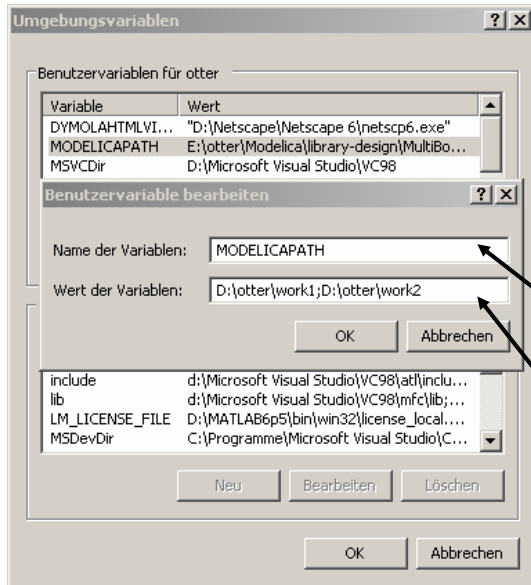 Umgebungsvariablen
Benutzervariablen für otter
Variable Wert
DYMOLAHTMLVI... "D:\Netscape\Netscape 6\netscp6.exe"
MODELICAPATH E:\otter\Modelica\library-design\MultiBo...
MSVCDir D:\Microsoft Visual Studio\VC98
Benutzervariable bearbeiten
Name der Variablen: MODELICAPATH
Wert der Variablen: D:\otter\work1;D:\otter\work2
OK Abbrechen
include d:\Microsoft Visual Studio\VC98\atl\inclu...
lib d:\Microsoft Visual Studio\VC98\mfc\lib;...
LM_LICENSE_FILE D:\MATLAB6p5\bin\win32\license_local....
MSDevDir C:\Programme\Microsoft Visual Studio\C...
Neu Bearbeiten Löschen
OK Abbrechen